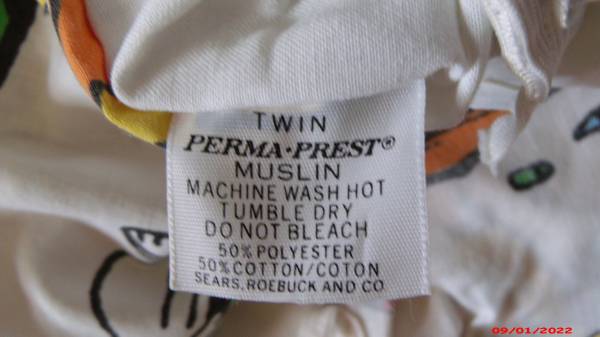 TWIN
PERMA·PREST®
MUSLIN
MACHINE WASH HOT
TUMBLE DRY
DO NOT BLEACH
50% POLYESTER
50% COTTON/COTON
SEARS, ROEBUCK AND CO
09/01/2022